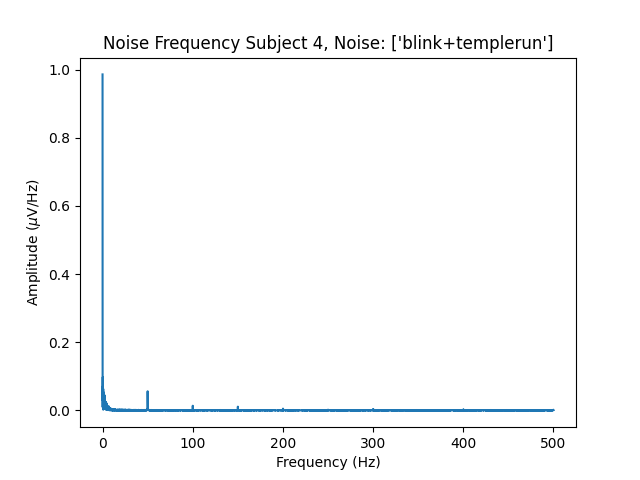 Noise Frequency Subject 4, Noise: ['blink+templerun']
1.0
0.8
0.6
0.4
0.2
0.0
Amplitude (μV/Hz)
0 100 200 300 400 500
Frequency (Hz)